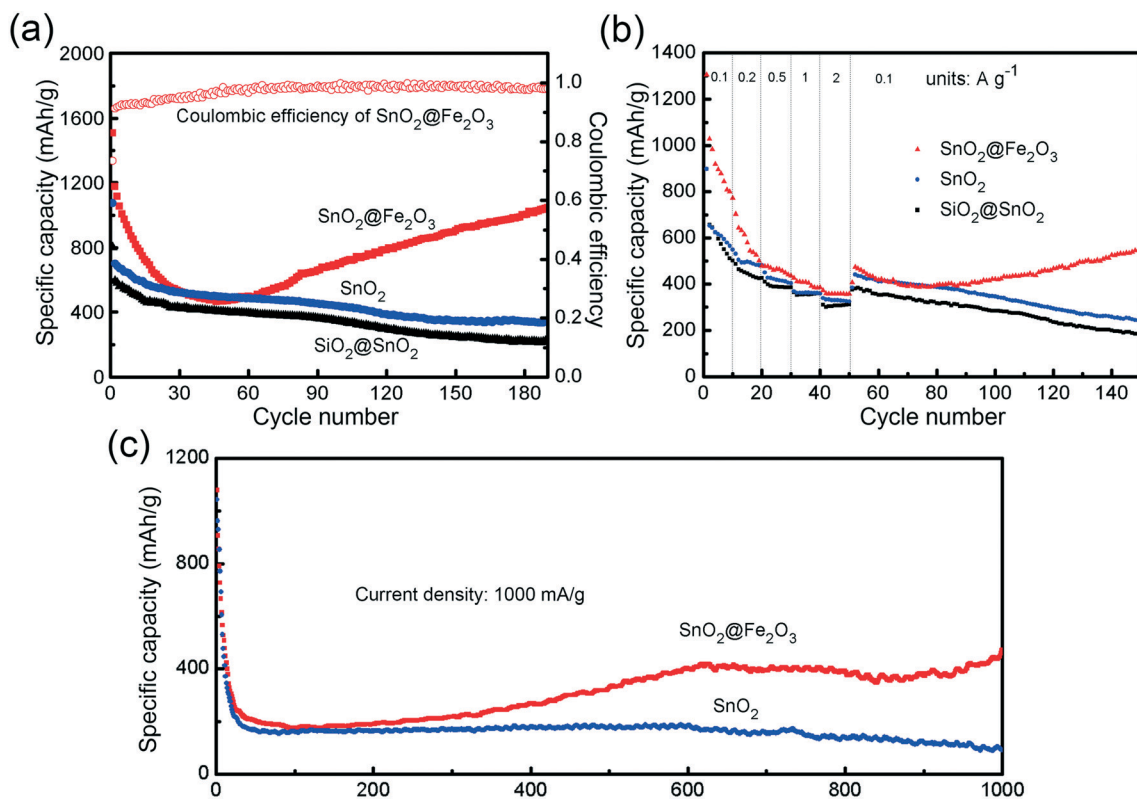 (a)
Specific capacity (mAh/g)
2000
1600
1200
800
400
0
Coulombic efficiency of SnO2@Fe2O3
SnO2@Fe2O3
SnO2
SiO2@SnO2
1.0
0.8
0.6
0.4
0.2
0.0
Coulombic efficiency
0 30 60 90 120 150 180
Cycle number
(b)
Specific capacity (mAh/g)
1400
1200
1000
800
600
400
200
0
0.1 0.2 0.5 1 2 0.1 units: A g-1
SnO2@Fe2O3
SnO2
SiO2@SnO2
0 20 40 60 80 100 120 140
Cycle number
(c)
Specific capacity (mAh/g)
1200
800
400
0
Current density: 1000 mA/g
SnO2@Fe2O3
SnO2
0 200 400 600 800 1000